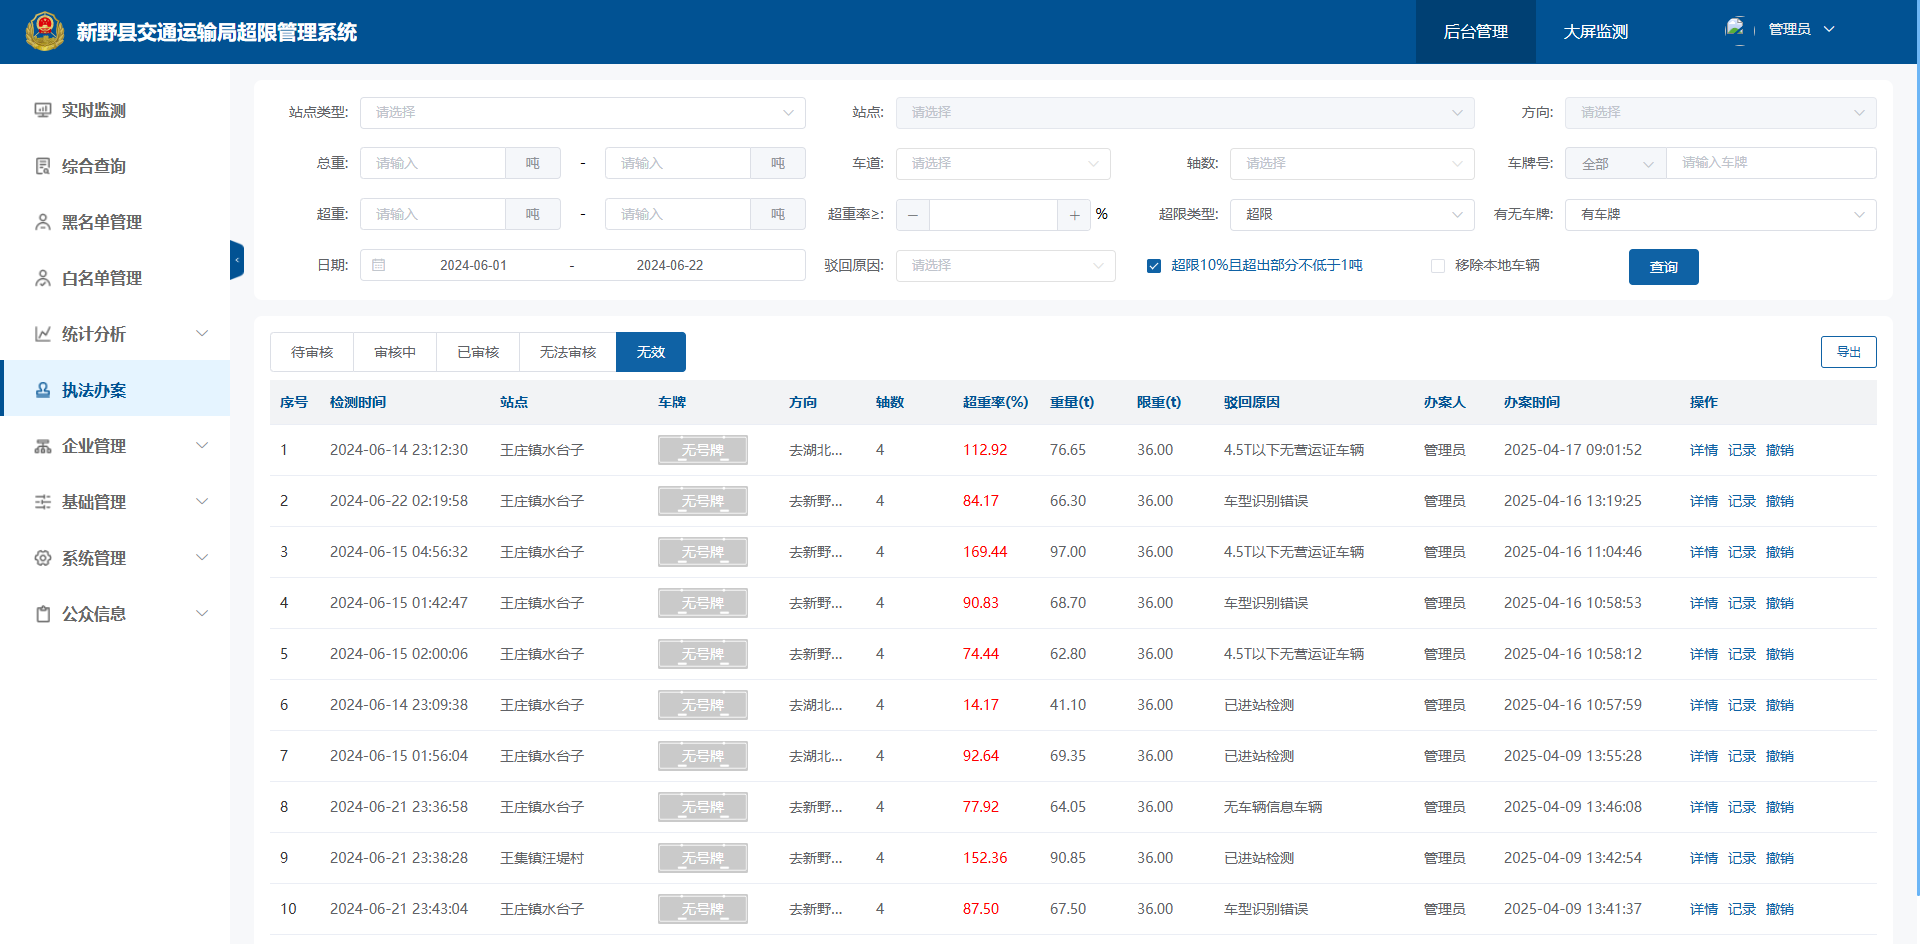 新野县交通运输局超限管理系统 后台管理 大屏监测 管理员
实时监测
综合查询
黑名单管理
白名单管理
统计分析
执法办案
企业管理
基础管理
系统管理
公众信息
站点类型: 请选择 站点: 请选择 方向: 请选择
总重: 请输入 吨 - 请输入 吨 车道: 请选择 轴数: 请选择 车牌号: 全部 请输入车牌
超重: 请输入 吨 - 请输入 吨 超重率≥: − + % 超限类型: 超限 有无车牌: 有车牌
日期: 2024-06-01 - 2024-06-22 驳回原因: 请选择 超限10%且超出部分不低于1吨 移除本地车辆 查询
待审核 审核中 已审核 无法审核 无效 导出
序号 检测时间 站点 车牌 方向 轴数 超重率(%) 重量(t) 限重(t) 驳回原因 办案人 办案时间 操作
1 2024-06-14 23:12:30 王庄镇水台子 无号牌 去湖北... 4 112.92 76.65 36.00 4.5T以下无营运证车辆 管理员 2025-04-17 09:01:52 详情 记录 撤销
2 2024-06-22 02:19:58 王庄镇水台子 无号牌 去新野... 4 84.17 66.30 36.00 车型识别错误 管理员 2025-04-16 13:19:25 详情 记录 撤销
3 2024-06-15 04:56:32 王庄镇水台子 无号牌 去新野... 4 169.44 97.00 36.00 4.5T以下无营运证车辆 管理员 2025-04-16 11:04:46 详情 记录 撤销
4 2024-06-15 01:42:47 王庄镇水台子 无号牌 去新野... 4 90.83 68.70 36.00 车型识别错误 管理员 2025-04-16 10:58:53 详情 记录 撤销
5 2024-06-15 02:00:06 王庄镇水台子 无号牌 去新野... 4 74.44 62.80 36.00 4.5T以下无营运证车辆 管理员 2025-04-16 10:58:12 详情 记录 撤销
6 2024-06-14 23:09:38 王庄镇水台子 无号牌 去湖北... 4 14.17 41.10 36.00 已进站检测 管理员 2025-04-16 10:57:59 详情 记录 撤销
7 2024-06-15 01:56:04 王庄镇水台子 无号牌 去湖北... 4 92.64 69.35 36.00 已进站检测 管理员 2025-04-09 13:55:28 详情 记录 撤销
8 2024-06-21 23:36:58 王庄镇水台子 无号牌 去新野... 4 77.92 64.05 36.00 无车辆信息车辆 管理员 2025-04-09 13:46:08 详情 记录 撤销
9 2024-06-21 23:38:28 王集镇汪堤村 无号牌 去新野... 4 152.36 90.85 36.00 已进站检测 管理员 2025-04-09 13:42:54 详情 记录 撤销
10 2024-06-21 23:43:04 王庄镇水台子 无号牌 去新野... 4 87.50 67.50 36.00 车型识别错误 管理员 2025-04-09 13:41:37 详情 记录 撤销